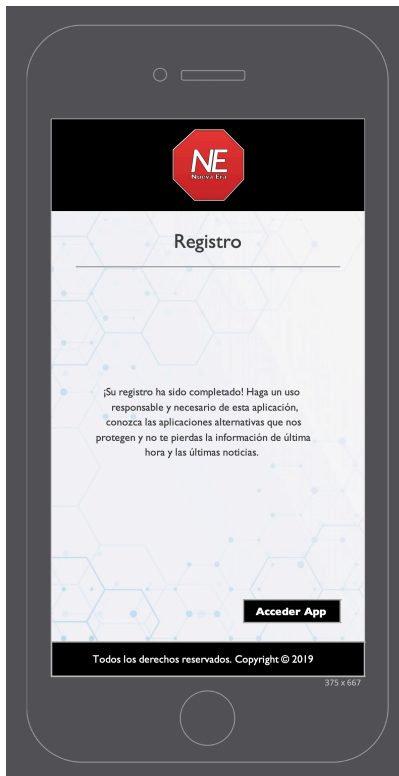 NE
Nueva Era
Registro
¡Su registro ha sido completado! Haga un uso
responsable y necesario de esta aplicación,
conozca las aplicaciones alternativas que nos
protegen y no te pierdas la información de última
hora y las últimas noticias.
Acceder App
Todos los derechos reservados. Copyright © 2019
375 x 667